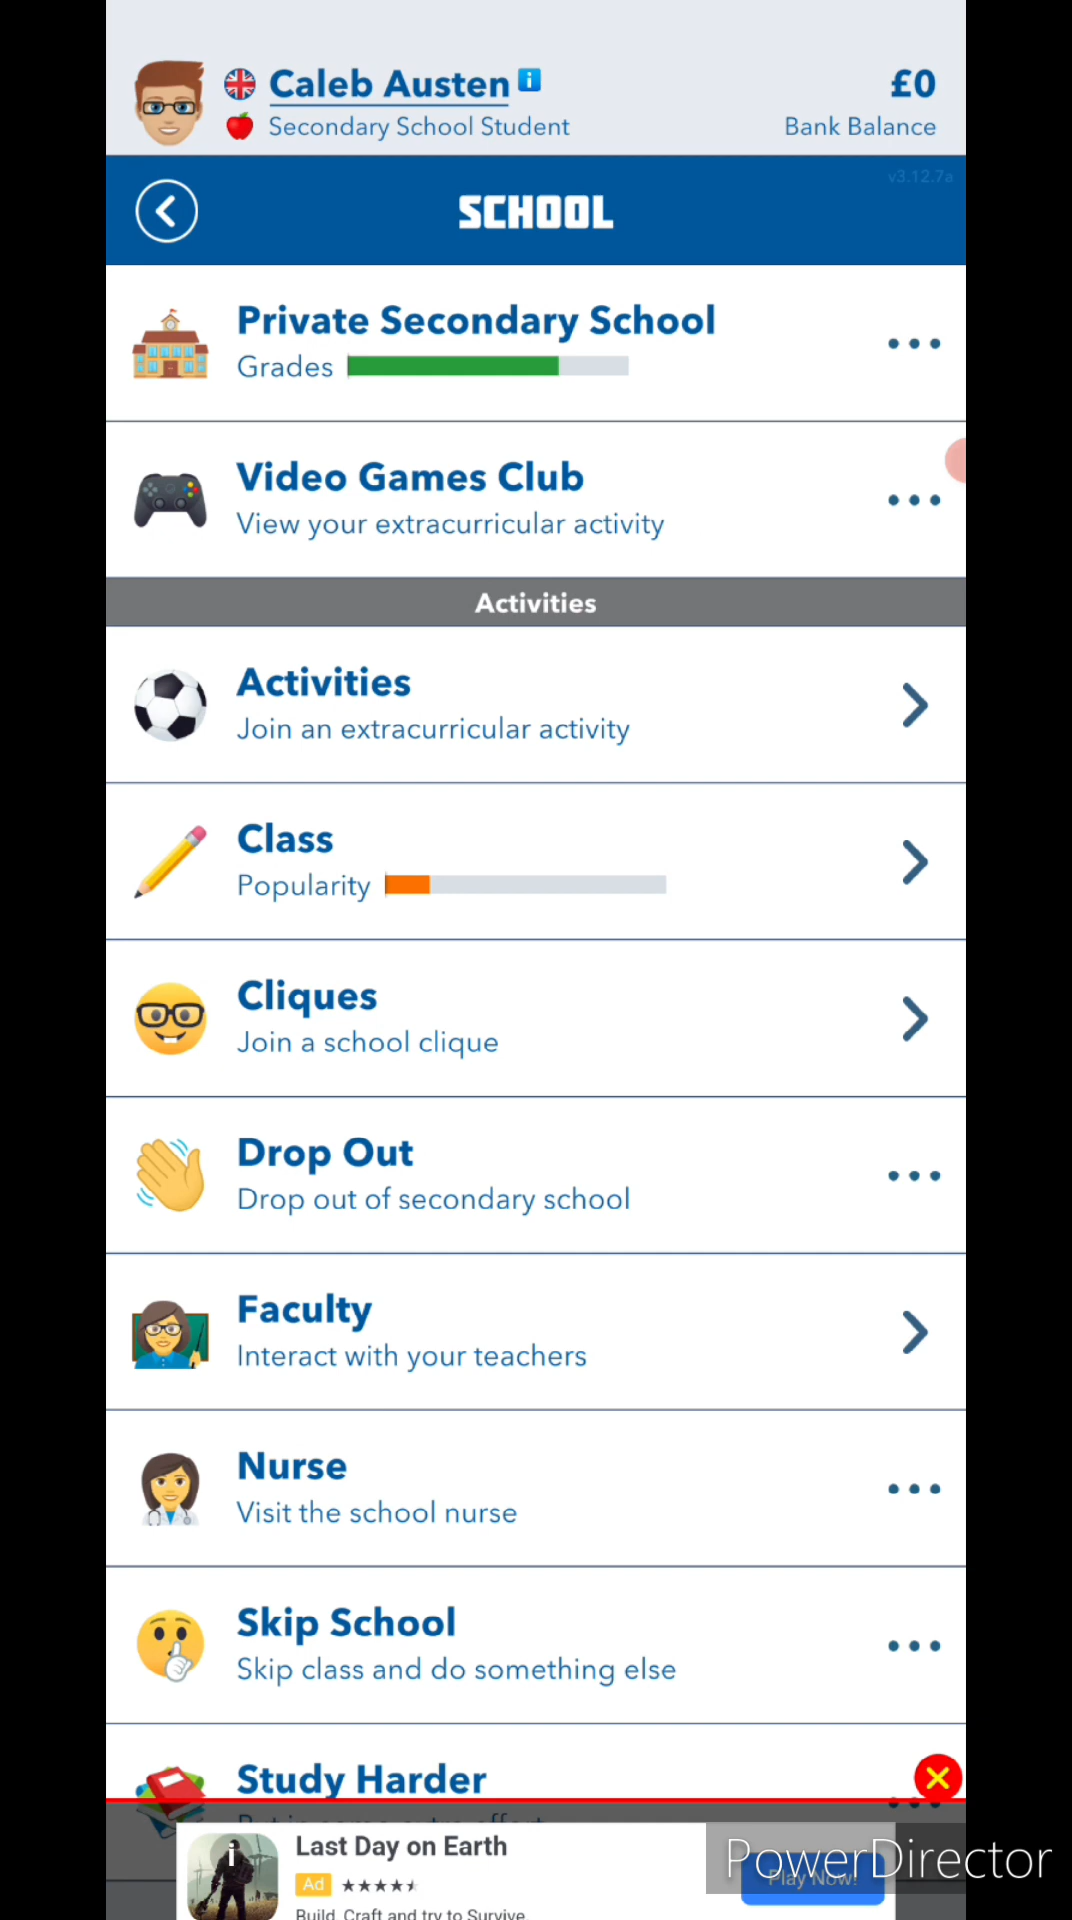 Caleb Austen i
£0
Secondary School Student
Bank Balance
v3.12.7a
SCHOOL
Private Secondary School
Grades
Video Games Club
View your extracurricular activity
Activities
Activities
Join an extracurricular activity
Class
Popularity
Cliques
Join a school clique
Drop Out
Drop out of secondary school
Faculty
Interact with your teachers
Nurse
Visit the school nurse
Skip School
Skip class and do something else
Study Harder
Last Day on Earth
Ad
Play Now!
PowerDirector
Build, Craft and try to Survive.